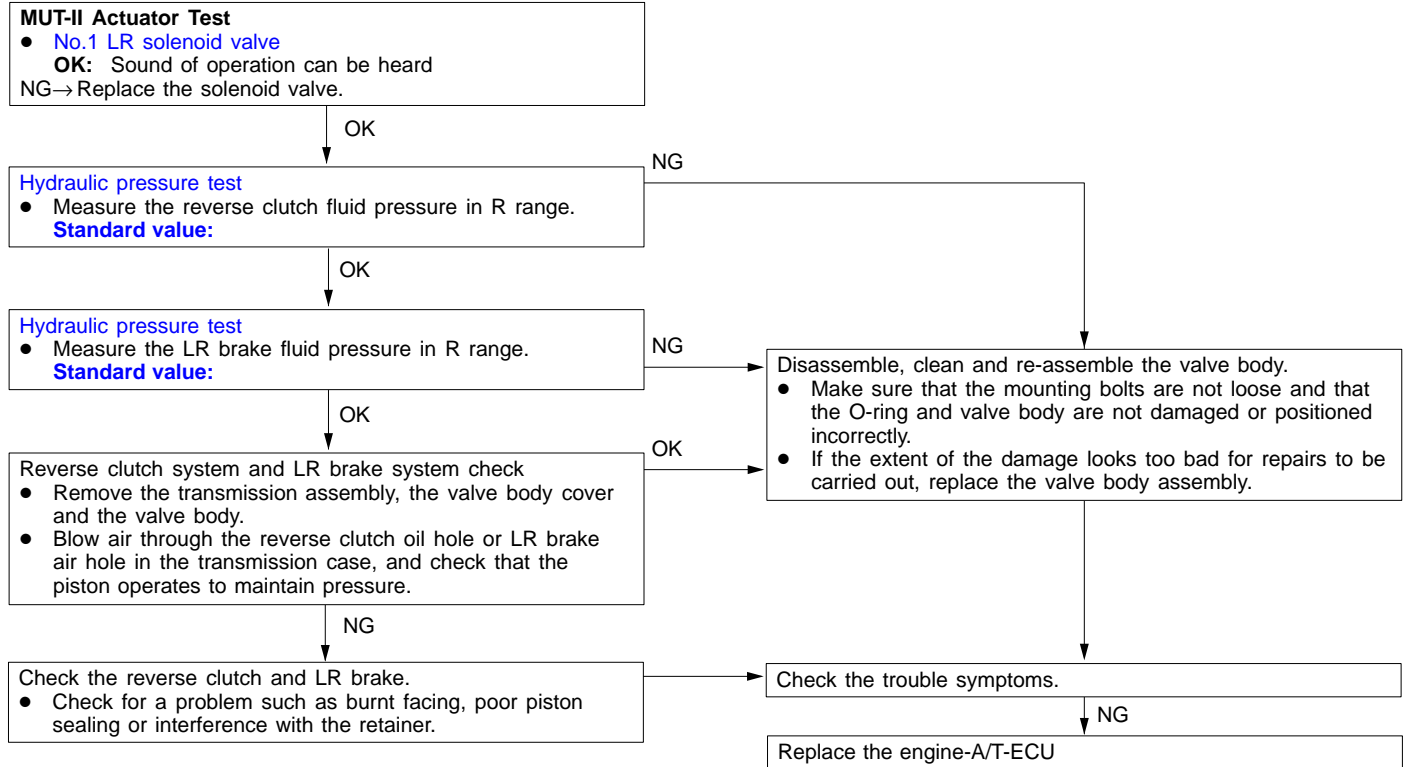 MUT-II Actuator Test
● No.1 LR solenoid valve
OK: Sound of operation can be heard
NG→Replace the solenoid valve.
OK
NG
Hydraulic pressure test
● Measure the reverse clutch fluid pressure in R range.
Standard value:
OK
Hydraulic pressure test
● Measure the LR brake fluid pressure in R range.
Standard value:
NG
OK
Disassemble, clean and re-assemble the valve body.
● Make sure that the mounting bolts are not loose and that
the O-ring and valve body are not damaged or positioned
incorrectly.
● If the extent of the damage looks too bad for repairs to be
carried out, replace the valve body assembly.
Reverse clutch system and LR brake system check
● Remove the transmission assembly, the valve body cover
and the valve body.
● Blow air through the reverse clutch oil hole or LR brake
air hole in the transmission case, and check that the
piston operates to maintain pressure.
OK
NG
Check the reverse clutch and LR brake.
● Check for a problem such as burnt facing, poor piston
sealing or interference with the retainer.
Check the trouble symptoms.
NG
Replace the engine-A/T-ECU